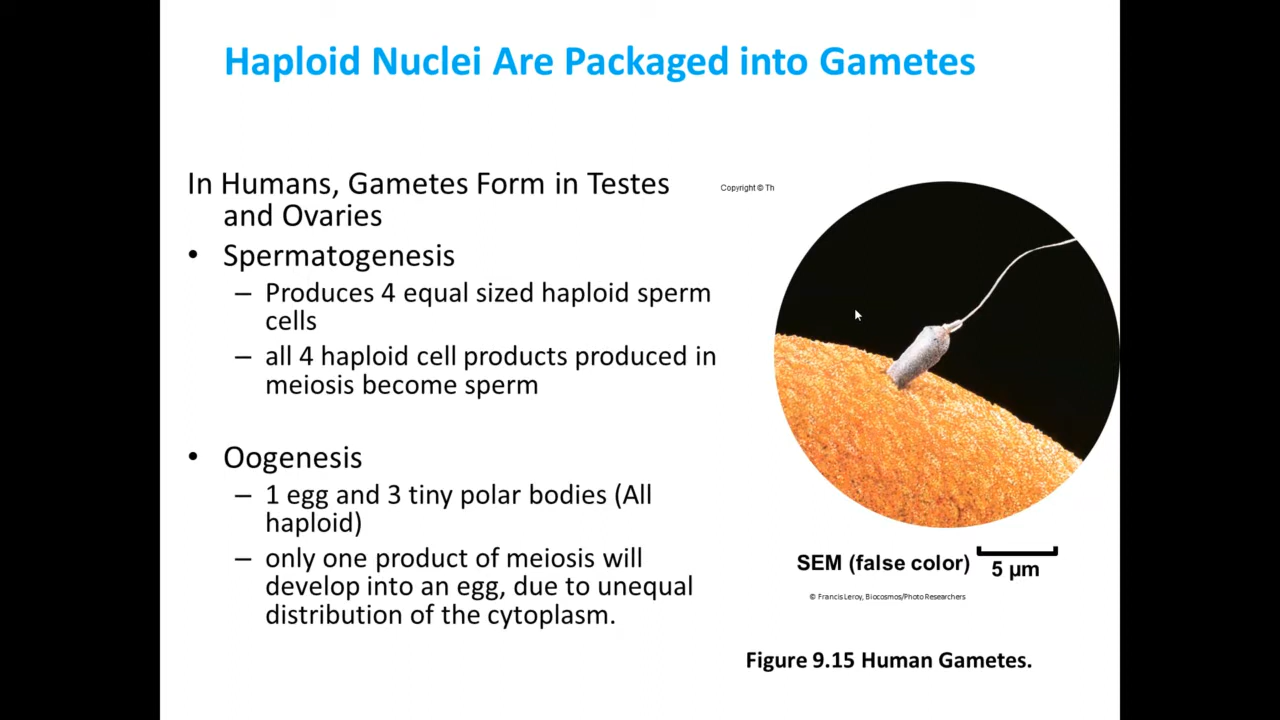 Haploid Nuclei Are Packaged into Gametes
In Humans, Gametes Form in Testes
and Ovaries
• Spermatogenesis
– Produces 4 equal sized haploid sperm
cells
– all 4 haploid cell products produced in
meiosis become sperm
• Oogenesis
– 1 egg and 3 tiny polar bodies (All
haploid)
– only one product of meiosis will
develop into an egg, due to unequal
distribution of the cytoplasm.
Copyright © Th
SEM (false color)
5 µm
© Francis Leroy, Biocosmos/Photo Researchers
Figure 9.15 Human Gametes.